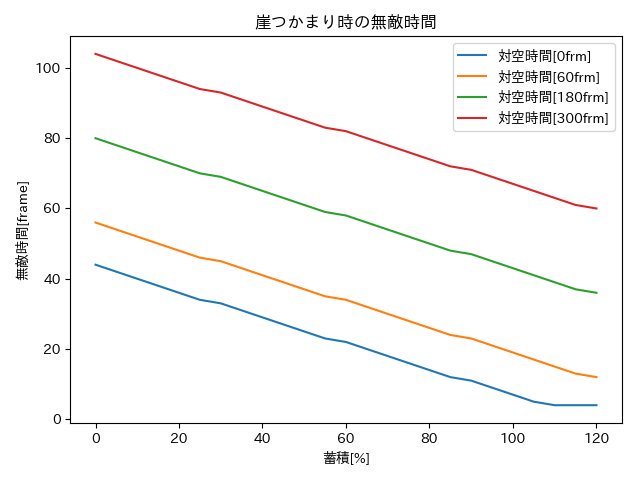 崖つかまり時の無敵時間
対空時間[0frm]
対空時間[60frm]
対空時間[180frm]
対空時間[300frm]
無敵時間[frame]
100
80
60
40
20
0
0 20 40 60 80 100 120
蓄積[%]